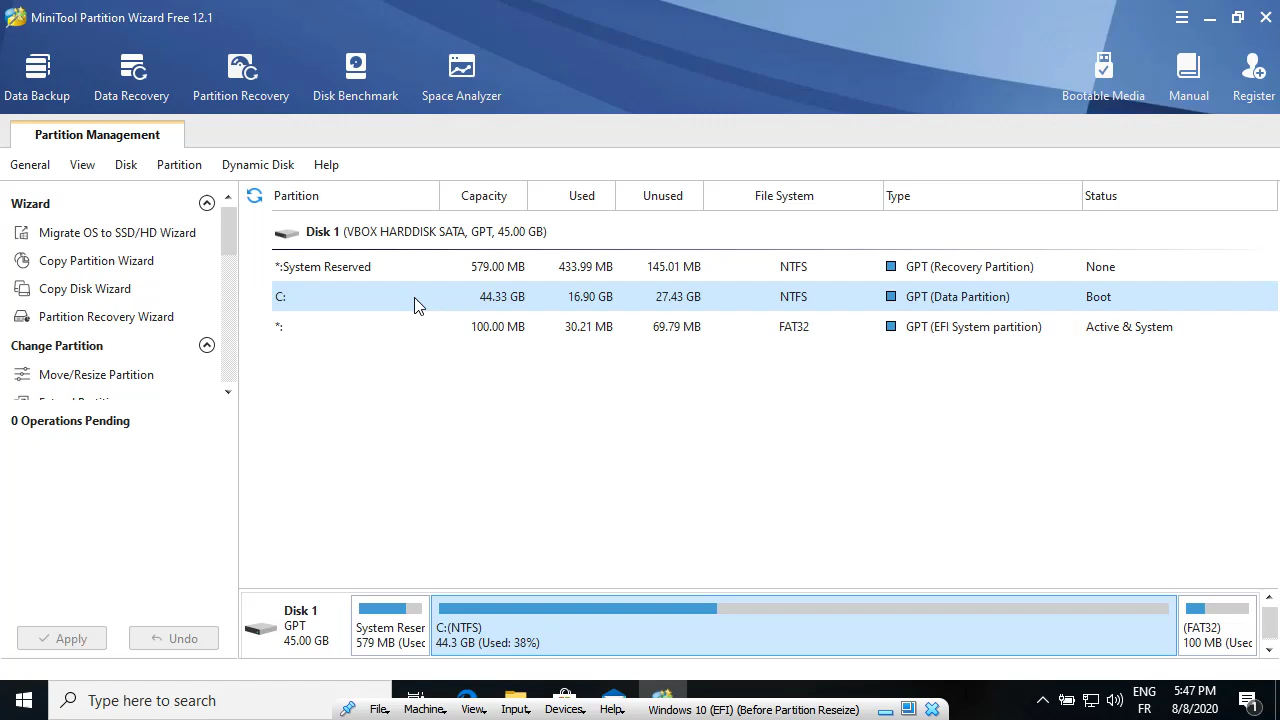 MiniTool Partition Wizard Free 12.1
Data Backup Data Recovery Partition Recovery Disk Benchmark Space Analyzer Bootable Media Manual Register
Partition Management
General View Disk Partition Dynamic Disk Help
Wizard
Migrate OS to SSD/HD Wizard
Copy Partition Wizard
Copy Disk Wizard
Partition Recovery Wizard
Change Partition
Move/Resize Partition
0 Operations Pending
Apply Undo
Partition Capacity Used Unused File System Type Status
Disk 1 (VBOX HARDDISK SATA, GPT, 45.00 GB)
*:System Reserved 579.00 MB 433.99 MB 145.01 MB NTFS GPT (Recovery Partition) None
C: 44.33 GB 16.90 GB 27.43 GB NTFS GPT (Data Partition) Boot
*: 100.00 MB 30.21 MB 69.79 MB FAT32 GPT (EFI System partition) Active & System
Disk 1
GPT
45.00 GB
System Reser
579 MB (Usec
C:(NTFS)
44.3 GB (Used: 38%)
(FAT32)
100 MB (Usec
Type here to search
File Machine View Input Devices Help Windows 10 (EFI) (Before Partition Reseize)
ENG
FR
5:47 PM
8/8/2020
1